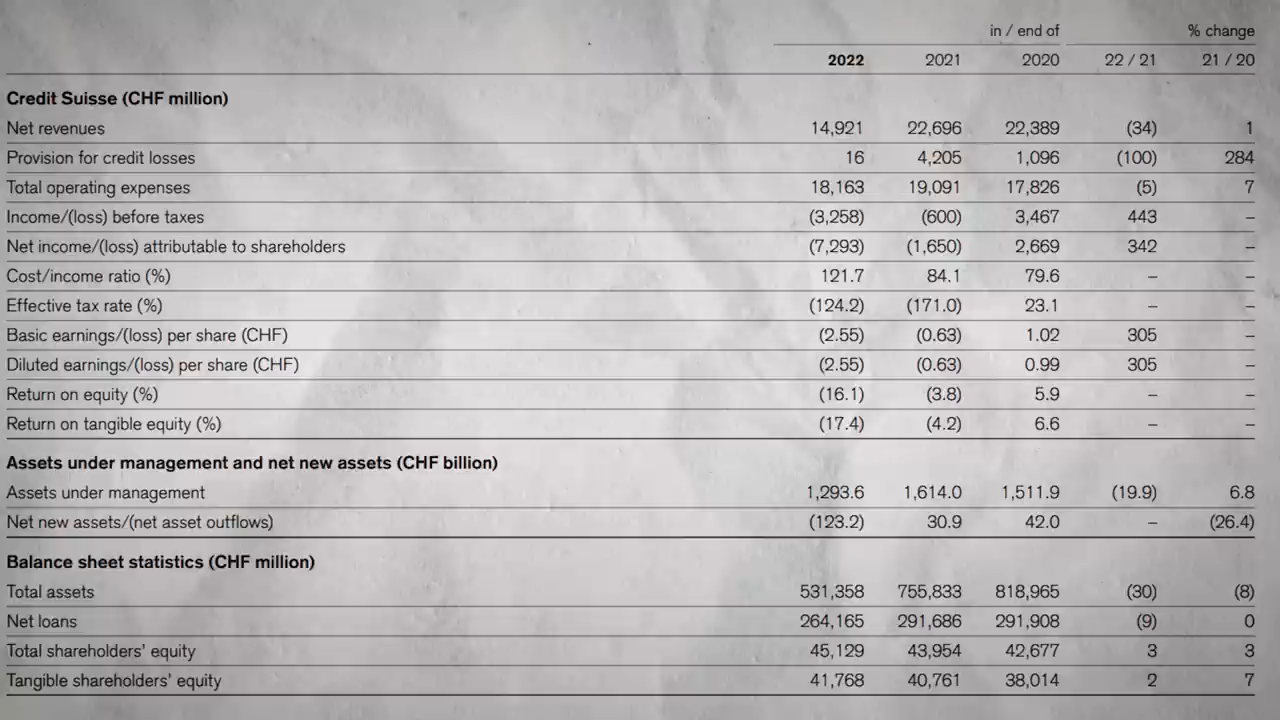 in / end of % change
2022 2021 2020 22 / 21 21 / 20
Credit Suisse (CHF million)
Net revenues 14,921 22,696 22,389 (34) 1
Provision for credit losses 16 4,205 1,096 (100) 284
Total operating expenses 18,163 19,091 17,826 (5) 7
Income/(loss) before taxes (3,258) (600) 3,467 443 –
Net income/(loss) attributable to shareholders (7,293) (1,650) 2,669 342 –
Cost/income ratio (%) 121.7 84.1 79.6 – –
Effective tax rate (%) (124.2) (171.0) 23.1 – –
Basic earnings/(loss) per share (CHF) (2.55) (0.63) 1.02 305 –
Diluted earnings/(loss) per share (CHF) (2.55) (0.63) 0.99 305 –
Return on equity (%) (16.1) (3.8) 5.9 – –
Return on tangible equity (%) (17.4) (4.2) 6.6 – –
Assets under management and net new assets (CHF billion)
Assets under management 1,293.6 1,614.0 1,511.9 (19.9) 6.8
Net new assets/(net asset outflows) (123.2) 30.9 42.0 – (26.4)
Balance sheet statistics (CHF million)
Total assets 531,358 755,833 818,965 (30) (8)
Net loans 264,165 291,686 291,908 (9) 0
Total shareholders' equity 45,129 43,954 42,677 3 3
Tangible shareholders' equity 41,768 40,761 38,014 2 7